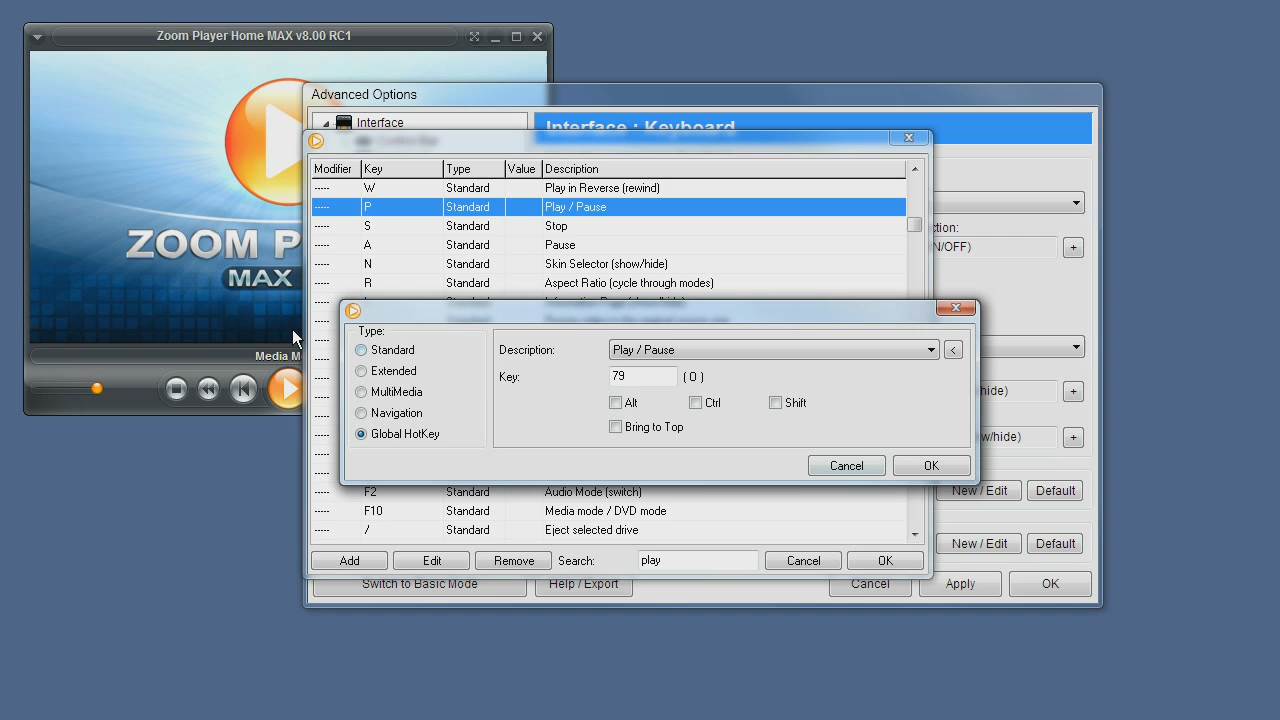 Zoom Player Home MAX v8.00 RC1
ZOOM P
MAX
Media M
Advanced Options
Interface
Interface : Keyboard
Modifier Key Type Value Description
----- W Standard Play in Reverse (rewind)
----- P Standard Play / Pause
----- S Standard Stop
----- A Standard Pause
----- N Standard Skin Selector (show/hide)
----- R Standard Aspect Ratio (cycle through modes)
ction:
N/OFF) +
Type:
Standard
Extended
MultiMedia
Navigation
Global HotKey
Description: Play / Pause <
Key: 79 ( O )
Alt Ctrl Shift
Bring to Top
Cancel OK
hide) +
w/hide) +
----- F2 Standard Audio Mode (switch)
----- F10 Standard Media mode / DVD mode
----- / Standard Eject selected drive
New / Edit Default
New / Edit Default
Add Edit Remove Search: play Cancel OK
Switch to Basic Mode Help / Export Cancel Apply OK